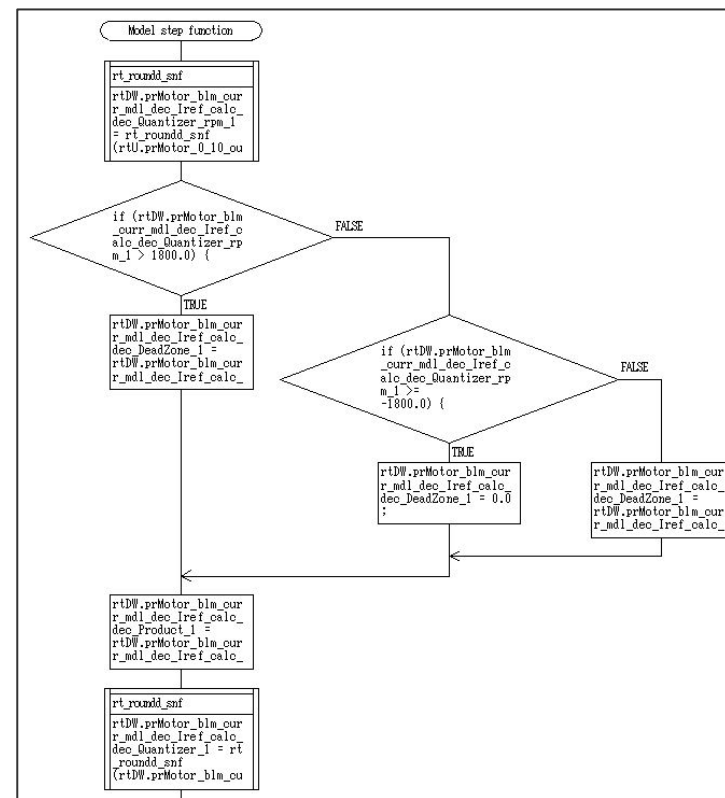 Model step function
rt_roundd_snf
rtDW.prMotor_blm_cur
r_mdl_dec_Iref_calc_
dec_Quantizer_rpm_1
= rt_roundd_snf
(rtU.prMotor_0_10_ou
if (rtDW.prMotor_blm
_curr_mdl_dec_Iref_c
alc_dec_Quantizer_rp
m_1 > 1800.0) {
FALSE
TRUE
rtDW.prMotor_blm_cur
r_mdl_dec_Iref_calc_
dec_DeadZone_1 =
rtDW.prMotor_blm_cur
r_mdl_dec_Iref_calc_
if (rtDW.prMotor_blm
_curr_mdl_dec_Iref_c
alc_dec_Quantizer_rp
m_1 >=
-1800.0) {
FALSE
TRUE
rtDW.prMotor_blm_cur
r_mdl_dec_Iref_calc_
dec_DeadZone_1 = 0.0
;
rtDW.prMotor_blm_cur
r_mdl_dec_Iref_calc_
dec_DeadZone_1 =
rtDW.prMotor_blm_cur
r_mdl_dec_Iref_calc_
rtDW.prMotor_blm_cur
r_mdl_dec_Iref_calc_
dec_Product_1 =
rtDW.prMotor_blm_cur
r_mdl_dec_Iref_calc_
rt_roundd_snf
rtDW.prMotor_blm_cur
r_mdl_dec_Iref_calc_
dec_Quantizer_1 = rt
_roundd_snf
(rtDW.prMotor_blm_cu